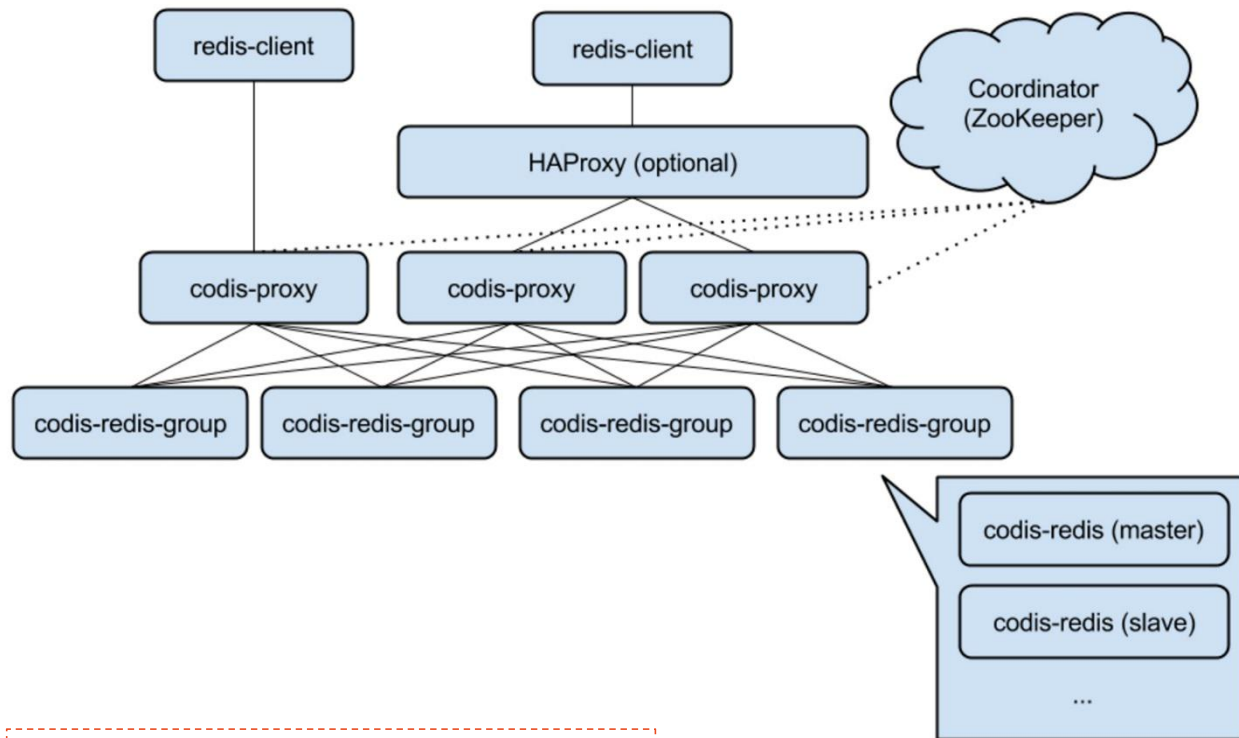 redis-client
redis-client
Coordinator
(ZooKeeper)
HAProxy (optional)
codis-proxy
codis-proxy
codis-proxy
codis-redis-group
codis-redis-group
codis-redis-group
codis-redis-group
codis-redis (master)
codis-redis (slave)
...